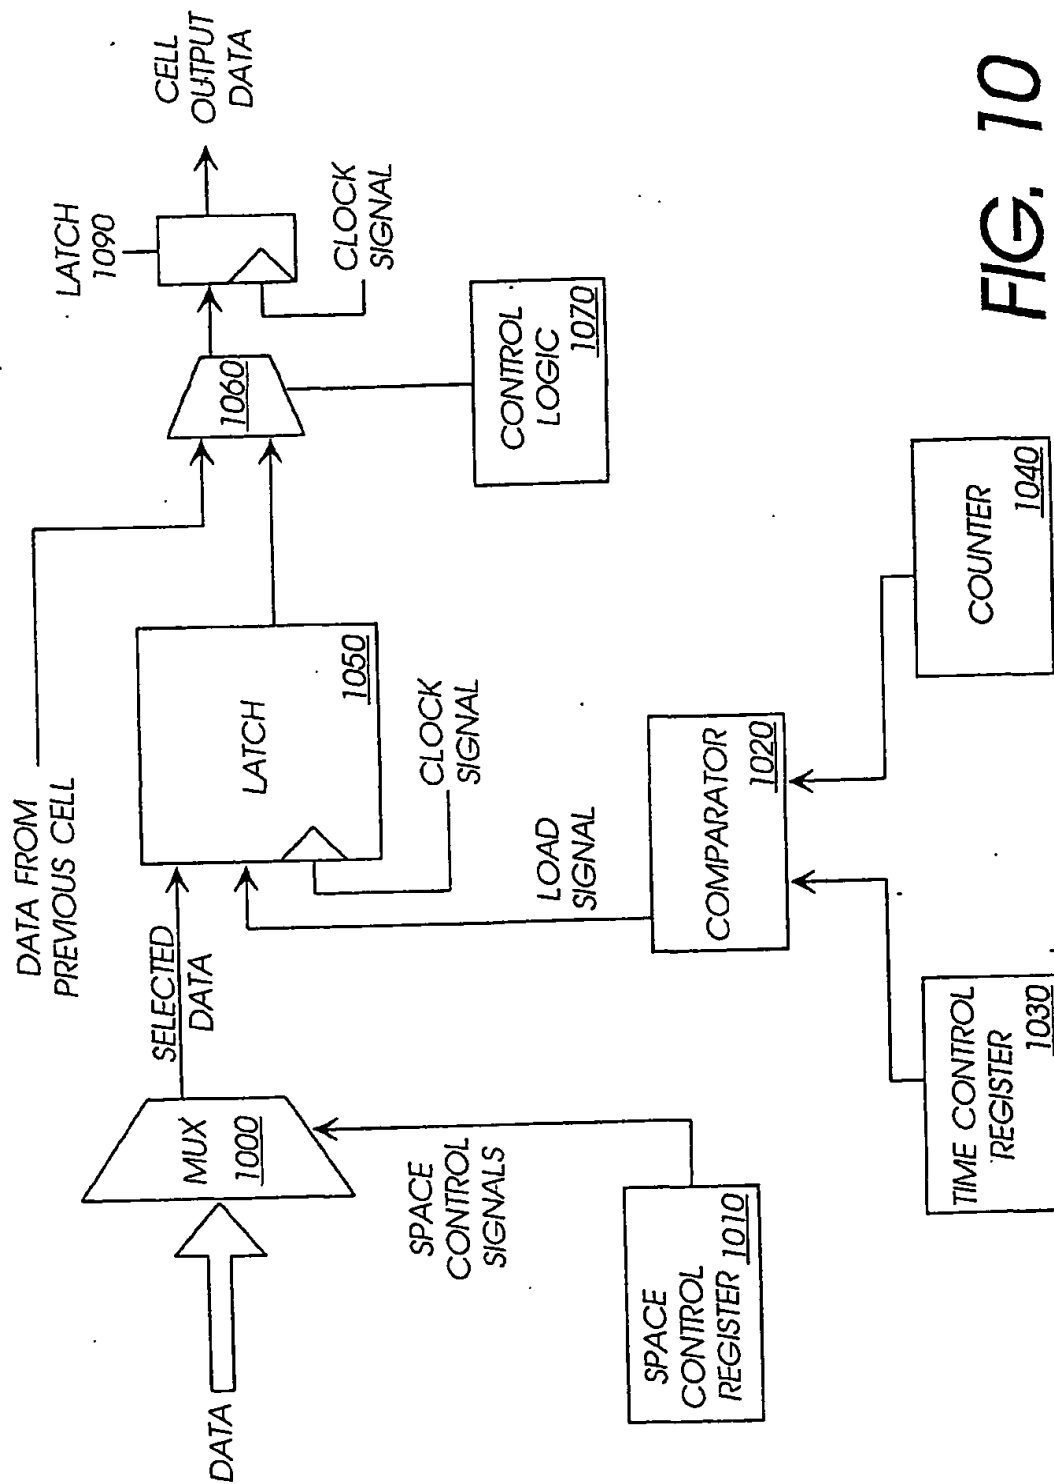 DATA
MUX
1000
SELECTED
DATA
SPACE
CONTROL
SIGNALS
SPACE
CONTROL
REGISTER 1010
DATA FROM
PREVIOUS CELL
LATCH
1050
CLOCK
SIGNAL
LOAD
SIGNAL
COMPARATOR
1020
TIME CONTROL
REGISTER
1030
COUNTER
1040
1060
CONTROL
LOGIC
1070
LATCH
1090
CLOCK
SIGNAL
CELL
OUTPUT
DATA
FIG. 10